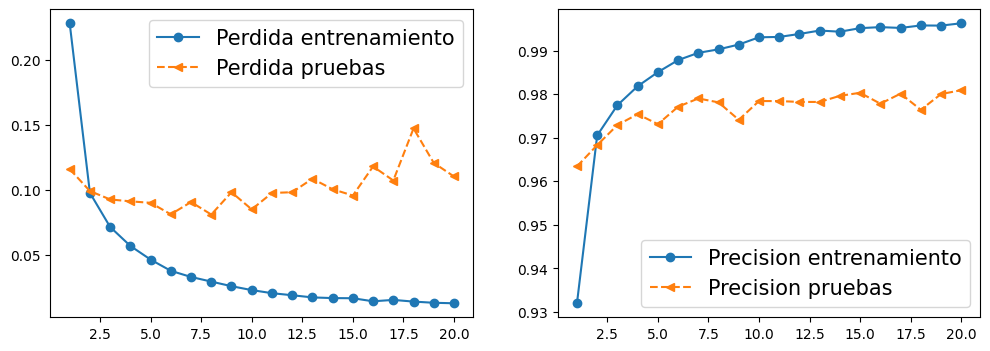 Perdida entrenamiento
Perdida pruebas
0.20
0.15
0.10
0.05
2.5 5.0 7.5 10.0 12.5 15.0 17.5 20.0
0.99
0.98
0.97
0.96
0.95
0.94
0.93
Precision entrenamiento
Precision pruebas
2.5 5.0 7.5 10.0 12.5 15.0 17.5 20.0